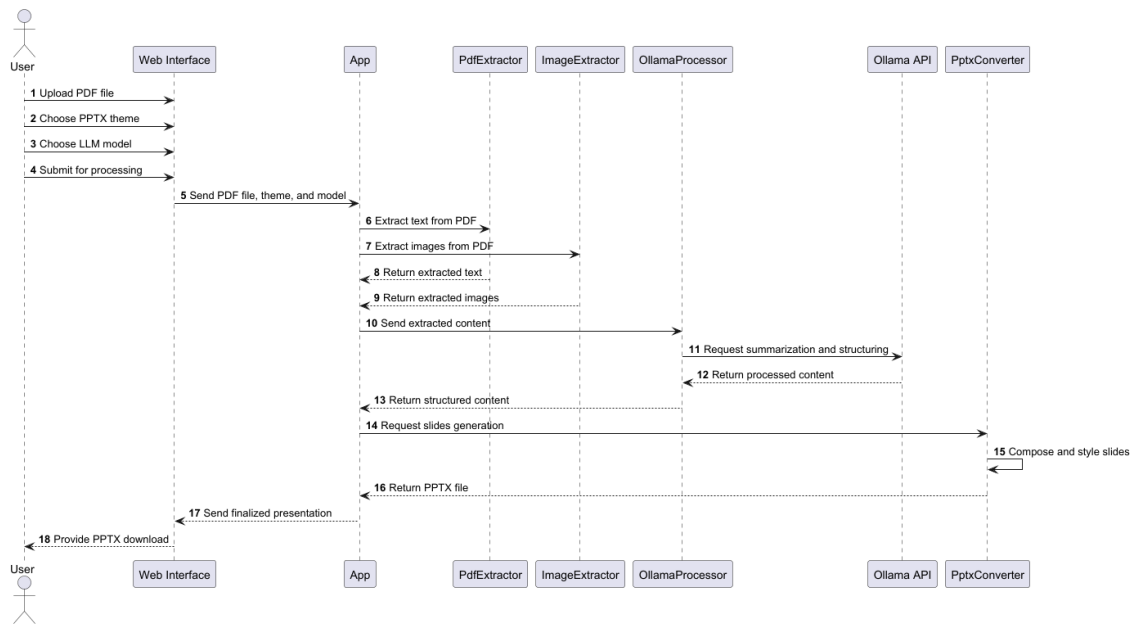 User
Web Interface
App
PdfExtractor
ImageExtractor
OllamaProcessor
Ollama API
PptxConverter
1 Upload PDF file
2 Choose PPTX theme
3 Choose LLM model
4 Submit for processing
5 Send PDF file, theme, and model
6 Extract text from PDF
7 Extract images from PDF
8 Return extracted text
9 Return extracted images
10 Send extracted content
11 Request summarization and structuring
12 Return processed content
13 Return structured content
14 Request slides generation
15 Compose and style slides
16 Return PPTX file
17 Send finalized presentation
18 Provide PPTX download
User
Web Interface
App
PdfExtractor
ImageExtractor
OllamaProcessor
Ollama API
PptxConverter